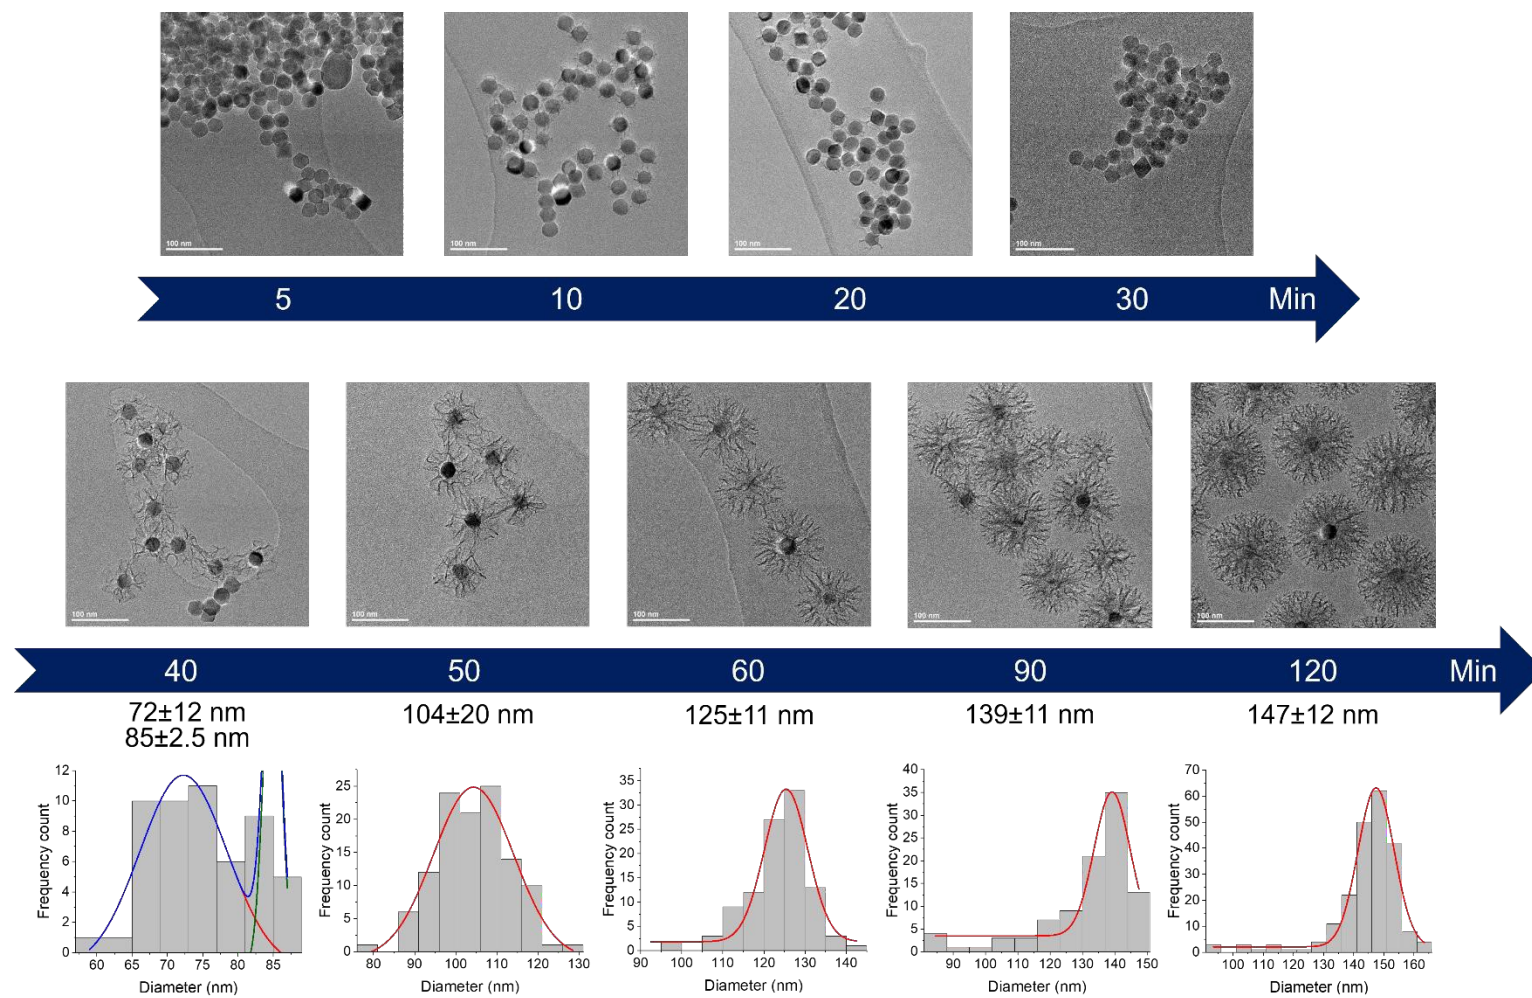 100 nm
100 nm
100 nm
100 nm
5 10 20 30 Min
100 nm
100 nm
100 nm
100 nm
100 nm
40 50 60 90 120 Min
72±12 nm
85±2.5 nm
104±20 nm
125±11 nm
139±11 nm
147±12 nm
Frequency count
12
10
8
6
4
2
0
60 65 70 75 80 85
Diameter (nm)
Frequency count
25
20
15
10
5
0
80 90 100 110 120 130
Diameter (nm)
Frequency count
35
30
25
20
15
10
5
0
90 100 110 120 130 140
Diameter (nm)
Frequency count
40
35
30
25
20
15
10
5
0
90 100 110 120 130 140 150
Diameter (nm)
Frequency count
70
60
50
40
30
20
10
0
100 110 120 130 140 150 160
Diameter (nm)